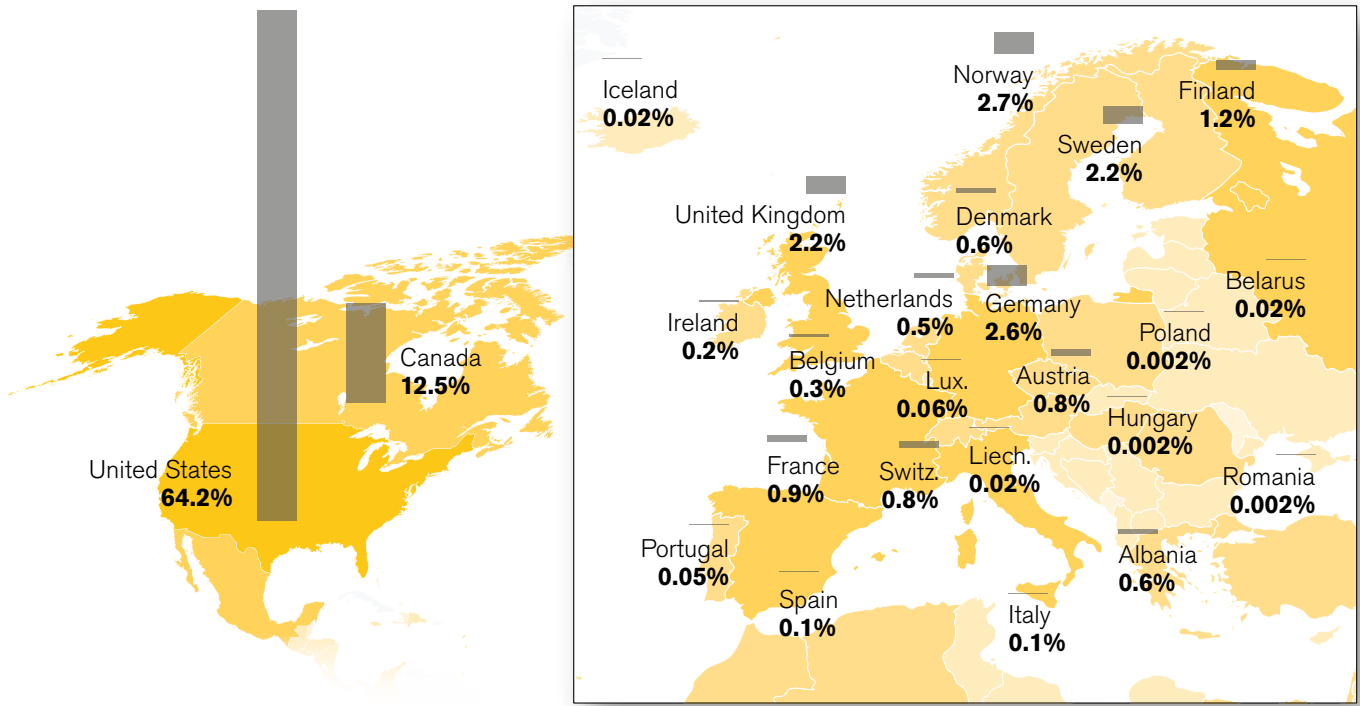 United States
64.2%
Canada
12.5%
Iceland
0.02%
Norway
2.7%
Finland
1.2%
Sweden
2.2%
United Kingdom
2.2%
Denmark
0.6%
Belarus
0.02%
Netherlands
0.5%
Germany
2.6%
Ireland
0.2%
Poland
0.002%
Belgium
0.3%
Lux.
0.06%
Austria
0.8%
Hungary
0.002%
France
0.9%
Switz.
0.8%
Liech.
0.02%
Romania
0.002%
Portugal
0.05%
Albania
0.6%
Spain
0.1%
Italy
0.1%